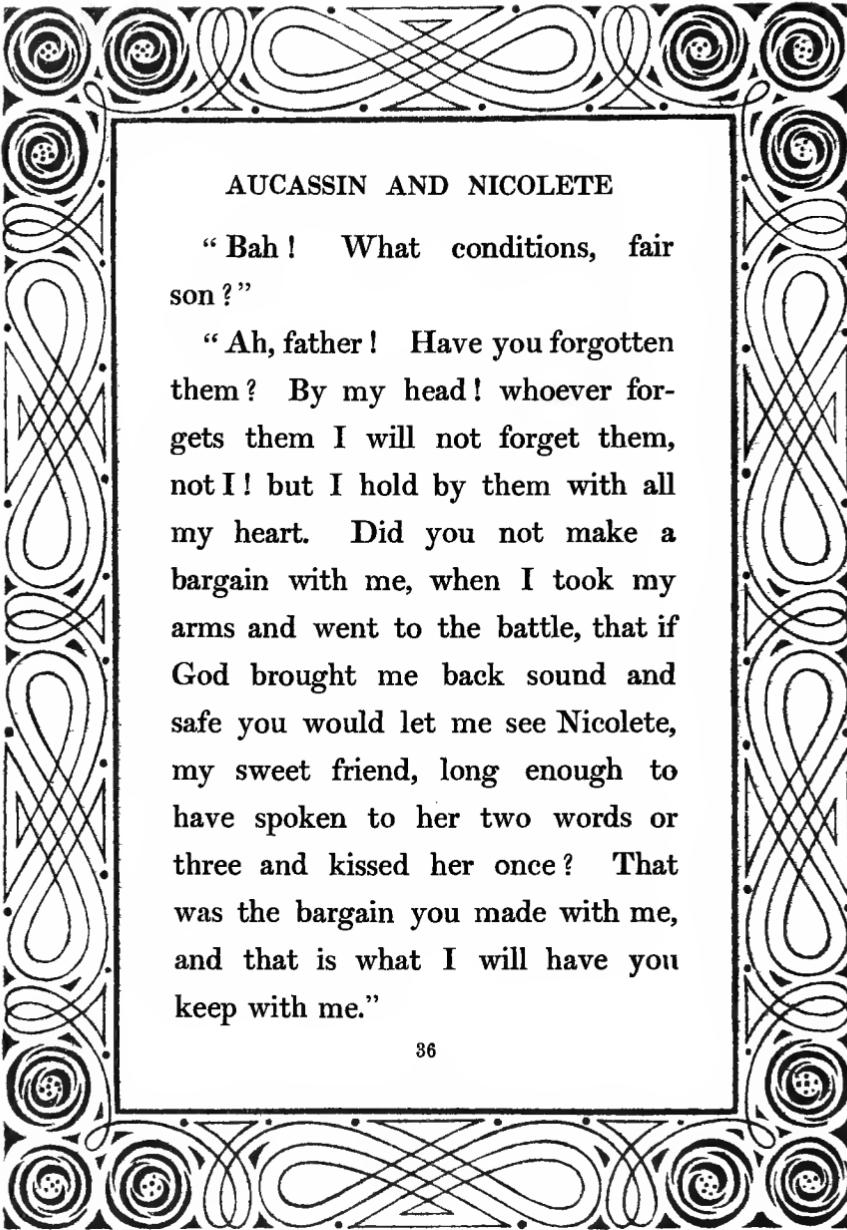 AUCASSIN AND NICOLETE
“ Bah ! What conditions, fair
son ? ”
“ Ah, father ! Have you forgotten
them ? By my head ! whoever for-
gets them I will not forget them,
not I ! but I hold by them with all
my heart. Did you not make a
bargain with me, when I took my
arms and went to the battle, that if
God brought me back sound and
safe you would let me see Nicolete,
my sweet friend, long enough to
have spoken to her two words or
three and kissed her once ? That
was the bargain you made with me,
and that is what I will have you
keep with me.”
36